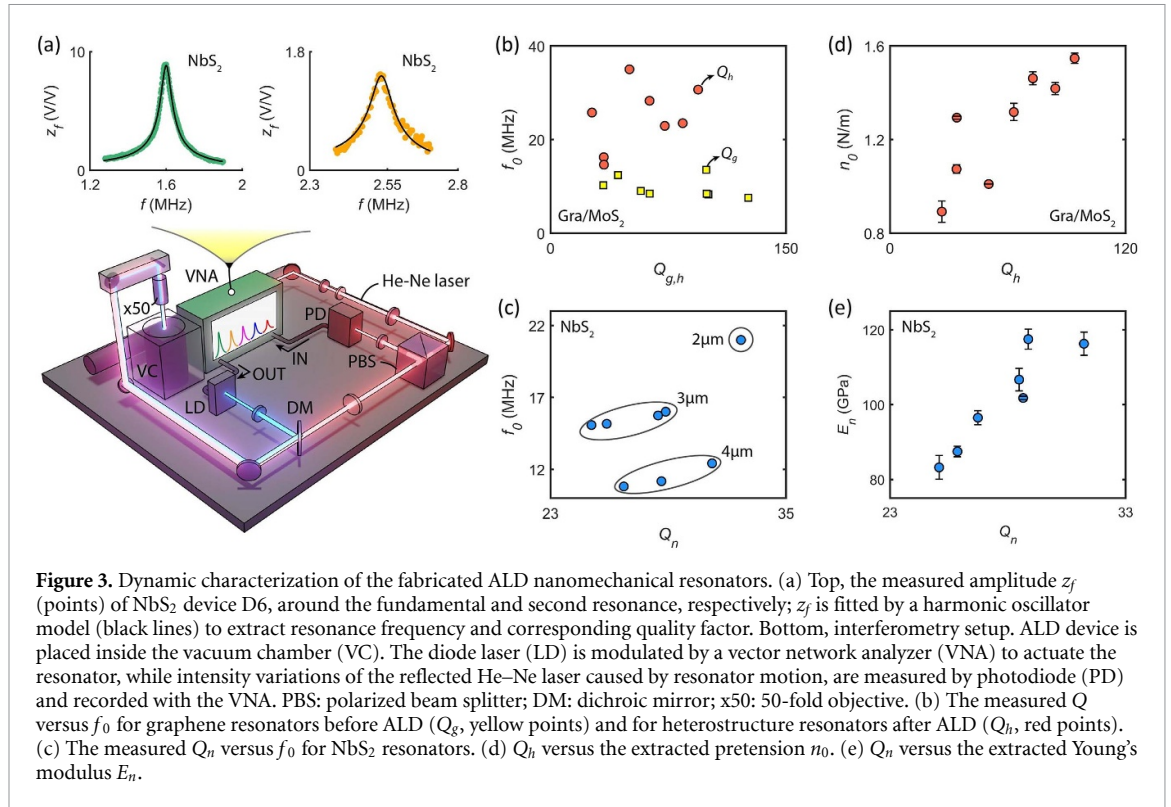 (a)
10
z_f (V/V)
0
NbS₂
1.2
1.6
2
f (MHz)
1.8
z_f (V/V)
0
NbS₂
2.3
2.55
2.8
f (MHz)
VNA
He-Ne laser
x50
PD
IN
PBS
VC
OUT
LD
DM
(b)
40
20
0
f₀ (MHz)
Q_h
Q_g
Gra/MoS₂
0
150
Q_g,h
(d)
1.6
1.2
0.8
n₀ (N/m)
Gra/MoS₂
0
120
Q_h
(c)
NbS₂
22
17
12
f₀ (MHz)
2μm
3μm
4μm
23
35
Q_n
(e)
NbS₂
120
100
80
E_n (GPa)
23
33
Q_n
Figure 3. Dynamic characterization of the fabricated ALD nanomechanical resonators. (a) Top, the measured amplitude z_f
(points) of NbS₂ device D6, around the fundamental and second resonance, respectively; z_f is fitted by a harmonic oscillator
model (black lines) to extract resonance frequency and corresponding quality factor. Bottom, interferometry setup. ALD device is
placed inside the vacuum chamber (VC). The diode laser (LD) is modulated by a vector network analyzer (VNA) to actuate the
resonator, while intensity variations of the reflected He–Ne laser caused by resonator motion, are measured by photodiode (PD)
and recorded with the VNA. PBS: polarized beam splitter; DM: dichroic mirror; x50: 50-fold objective. (b) The measured Q
versus f₀ for graphene resonators before ALD (Q_g, yellow points) and for heterostructure resonators after ALD (Q_h, red points).
(c) The measured Q_n versus f₀ for NbS₂ resonators. (d) Q_h versus the extracted pretension n₀. (e) Q_n versus the extracted Young's
modulus E_n.